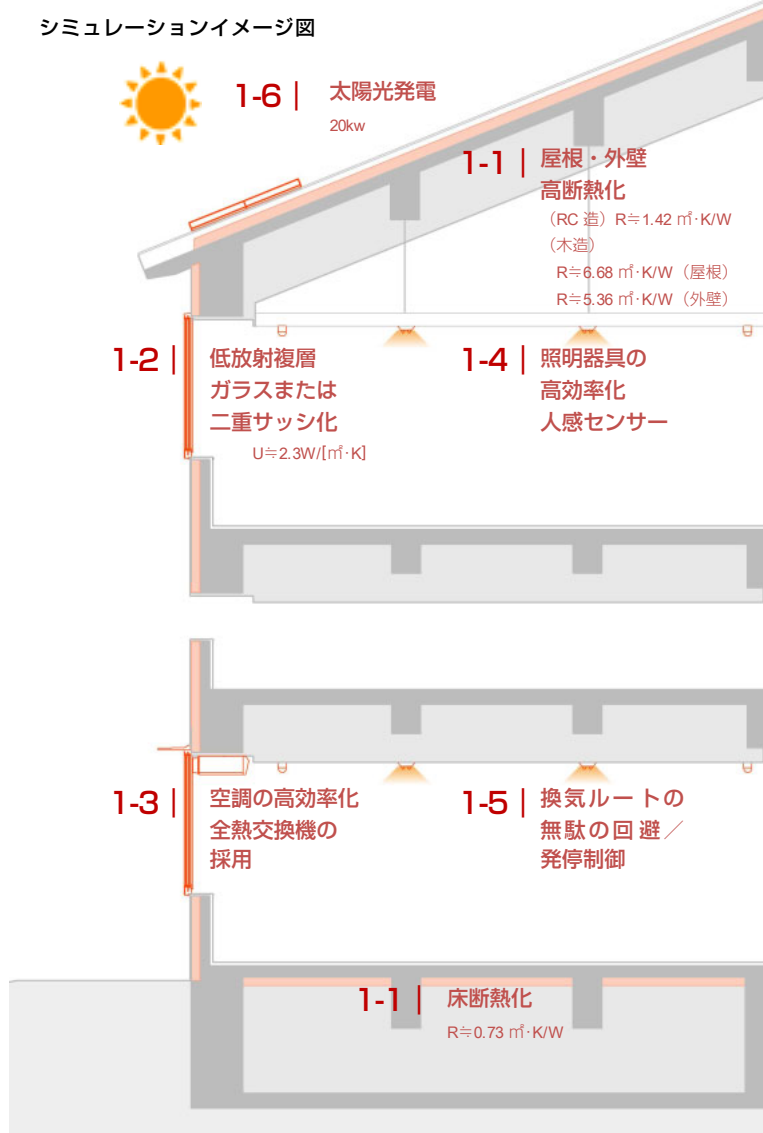 シミュレーションイメージ図
1-6｜ 太陽光発電
20kw
1-1｜ 屋根・外壁
高断熱化
（RC 造）R≒1.42 ㎡·K/W
（木造）
R≒6.68 ㎡·K/W（屋根）
R≒5.36 ㎡·K/W（外壁）
1-2｜ 低放射複層
ガラスまたは
二重サッシ化
U≒2.3W/[㎡·K]
1-4｜ 照明器具の
高効率化
人感センサー
1-3｜ 空調の高効率化
全熱交換機の
採用
1-5｜ 換気ルートの
無駄の回避／
発停制御
1-1｜ 床断熱化
R≒0.73 ㎡·K/W